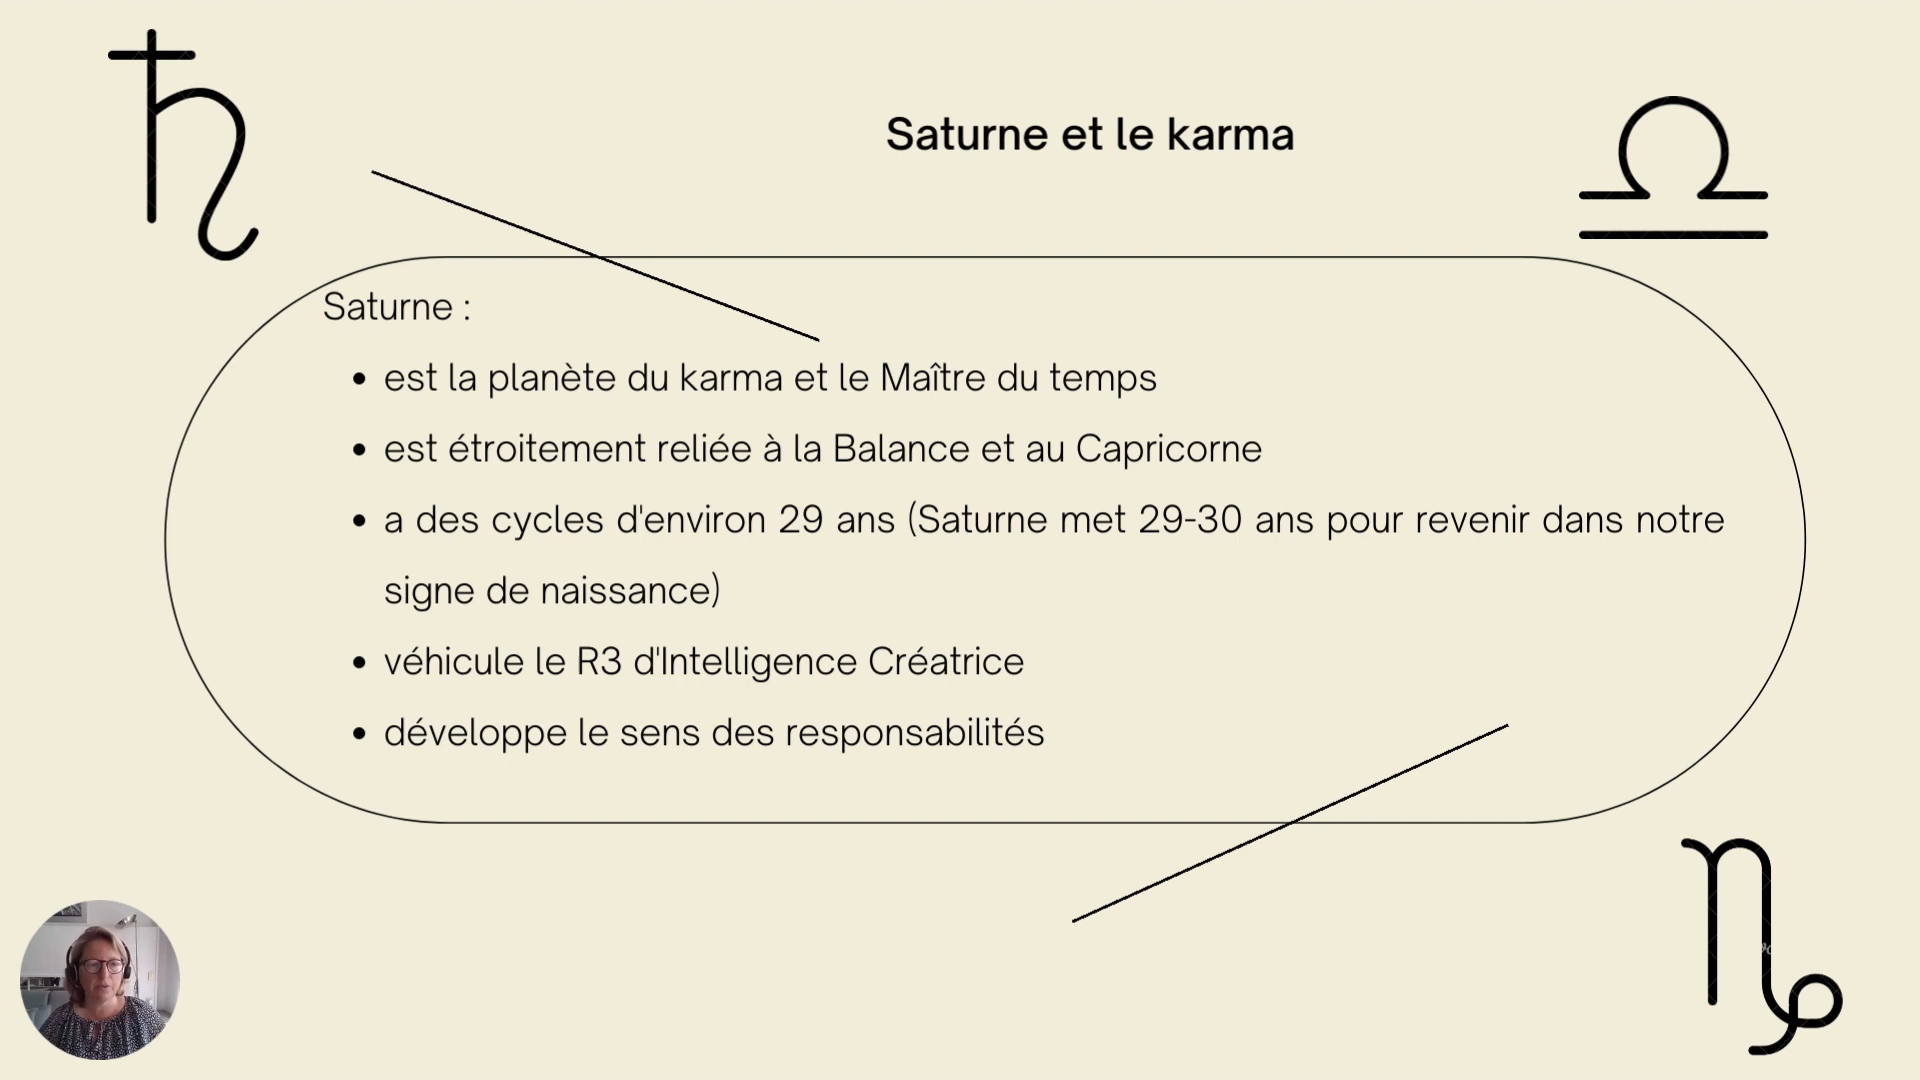 Saturne et le karma
Saturne :
• est la planète du karma et le Maître du temps
• est étroitement reliée à la Balance et au Capricorne
• a des cycles d'environ 29 ans (Saturne met 29-30 ans pour revenir dans notre
signe de naissance)
• véhicule le R3 d'Intelligence Créatrice
• développe le sens des responsabilités